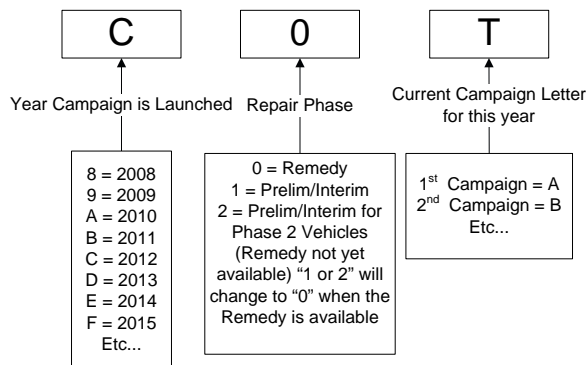 C 0 T
Year Campaign is Launched
Repair Phase
Current Campaign Letter
for this year
8 = 2008
9 = 2009
A = 2010
B = 2011
C = 2012
D = 2013
E = 2014
F = 2015
Etc...
0 = Remedy
1 = Prelim/Interim
2 = Prelim/Interim for
Phase 2 Vehicles
(Remedy not yet
available) “1 or 2” will
change to “0” when the
Remedy is available
1st Campaign = A
2nd Campaign = B
Etc...